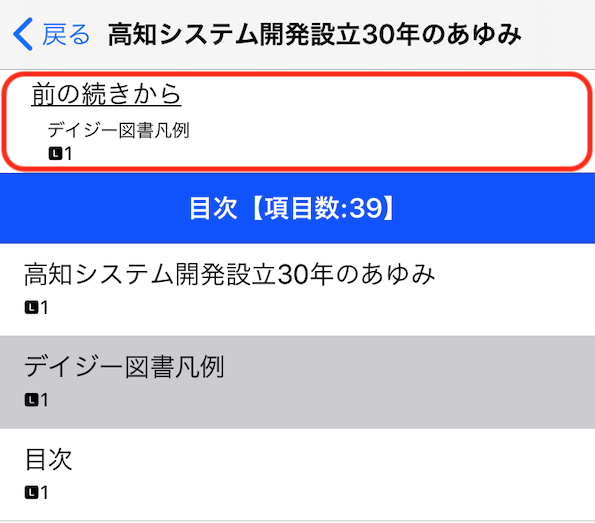 戻る 高知システム開発設立30年のあゆみ
前の続きから
デイジー図書凡例
L1
目次【項目数:39】
高知システム開発設立30年のあゆみ
L1
デイジー図書凡例
L1
目次
L1